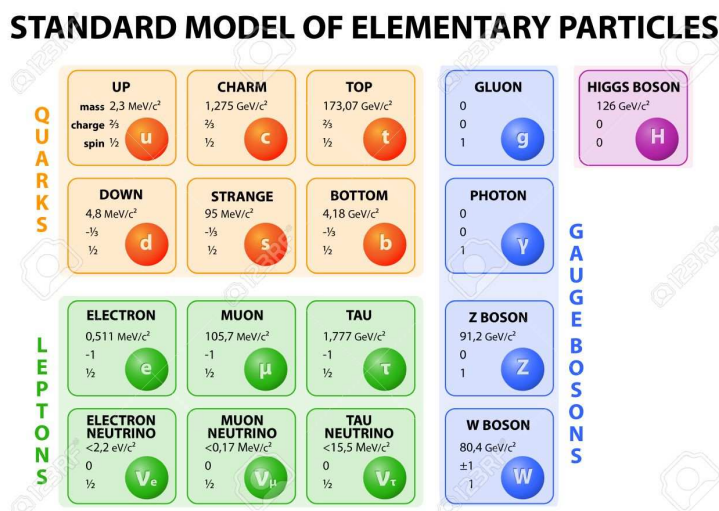 STANDARD MODEL OF ELEMENTARY PARTICLES
QUARKS
UP
mass 2,3 MeV/c²
charge ⅔
spin ½
u
CHARM
1,275 GeV/c²
⅔
½
c
TOP
173,07 GeV/c²
⅔
½
t
GLUON
0
0
1
g
HIGGS BOSON
126 GeV/c²
0
0
H
DOWN
4,8 MeV/c²
-⅓
½
d
STRANGE
95 MeV/c²
-⅓
½
s
BOTTOM
4,18 GeV/c²
-⅓
½
b
PHOTON
0
0
1
γ
GAUGE BOSONS
LEPTONS
ELECTRON
0,511 MeV/c²
-1
½
e
MUON
105,7 MeV/c²
-1
½
μ
TAU
1,777 GeV/c²
-1
½
τ
Z BOSON
91,2 GeV/c²
0
1
Z
ELECTRON
NEUTRINO
<2,2 eV/c²
0
½
Ve
MUON
NEUTRINO
<0,17 MeV/c²
0
½
Vμ
TAU
NEUTRINO
<15,5 MeV/c²
0
½
Vτ
W BOSON
80,4 GeV/c²
±1
1
W
123RF